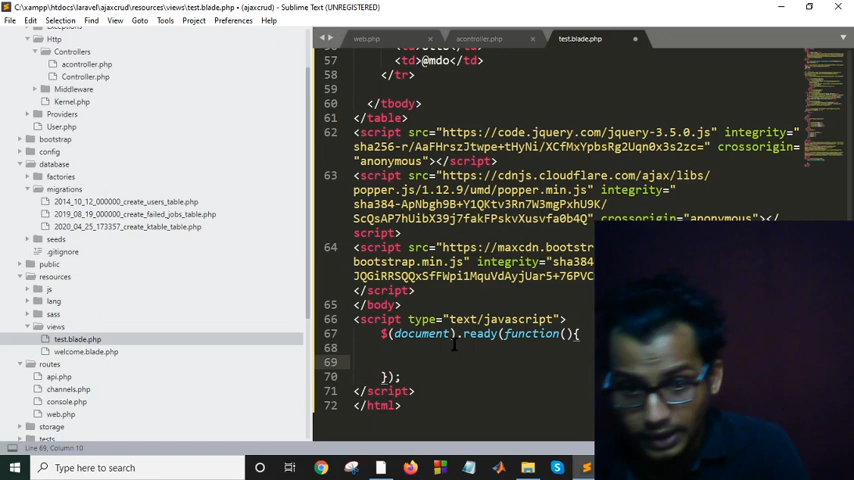 C:\xampp\htdocs\laravel\ajaxcrud\resources\views\test.blade.php • (ajaxcrud) - Sublime Text (UNREGISTERED)
File Edit Selection Find View Goto Tools Project Preferences Help
Exceptions
Http
Controllers
acontroller.php
Controller.php
Middleware
Kernel.php
Providers
User.php
bootstrap
config
database
factories
migrations
2014_10_12_000000_create_users_table.php
2019_08_19_000000_create_failed_jobs_table.php
2020_04_25_173357_create_ktable_table.php
seeds
.gitignore
public
resources
js
lang
sass
views
test.blade.php
welcome.blade.php
routes
api.php
channels.php
console.php
web.php
storage
tests
web.php
acontroller.php
test.blade.php
57 <td>@mdo</td>
58 </tr>
59
60 </tbody>
61 </table>
62 <script src="https://code.jquery.com/jquery-3.5.0.js" integrity="
sha256-r/AaFHrszJtwpe+tHyNi/XCfMxYpbsRg2Uqn0x3s2zc=" crossorigin=
"anonymous"></script>
63 <script src="https://cdnjs.cloudflare.com/ajax/libs/
popper.js/1.12.9/umd/popper.min.js" integrity="
sha384-ApNbgh9B+Y1QKtv3Rn7W3mgPxhU9K/
ScQsAP7hUibX39j7fakFPskvXusvfa0b4Q" crossorigin="anonymous"></
script>
64 <script src="https://maxcdn.bootstr
bootstrap.min.js" integrity="sha384
JQGiRRSQQxSfFWpi1MquVdAyjUar5+76PVC
</script>
65 </body>
66 <script type="text/javascript">
67 $(document).ready(function(){
68
69
70 });
71 </script>
72 </html>
Line 69, Column 10
Type here to search